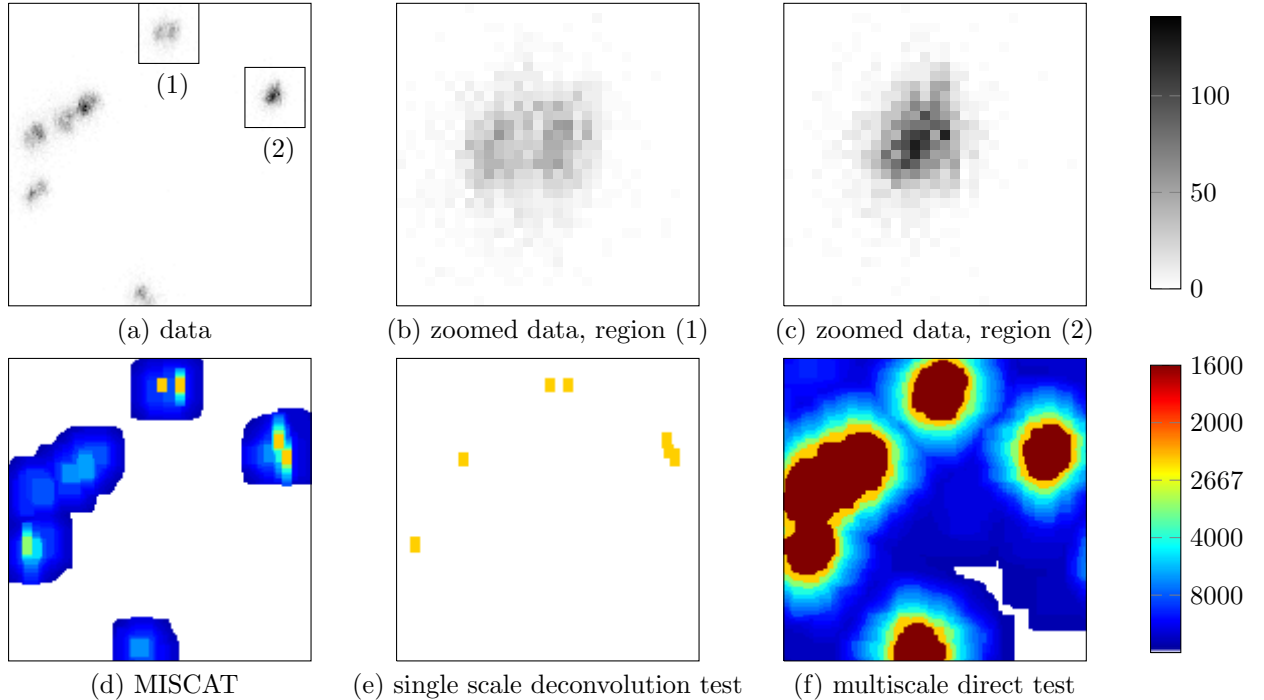 (1)
(2)
100
50
0
(a) data
(b) zoomed data, region (1)
(c) zoomed data, region (2)
1600
2000
2667
4000
8000
(d) MISCAT
(e) single scale deconvolution test
(f) multiscale direct test